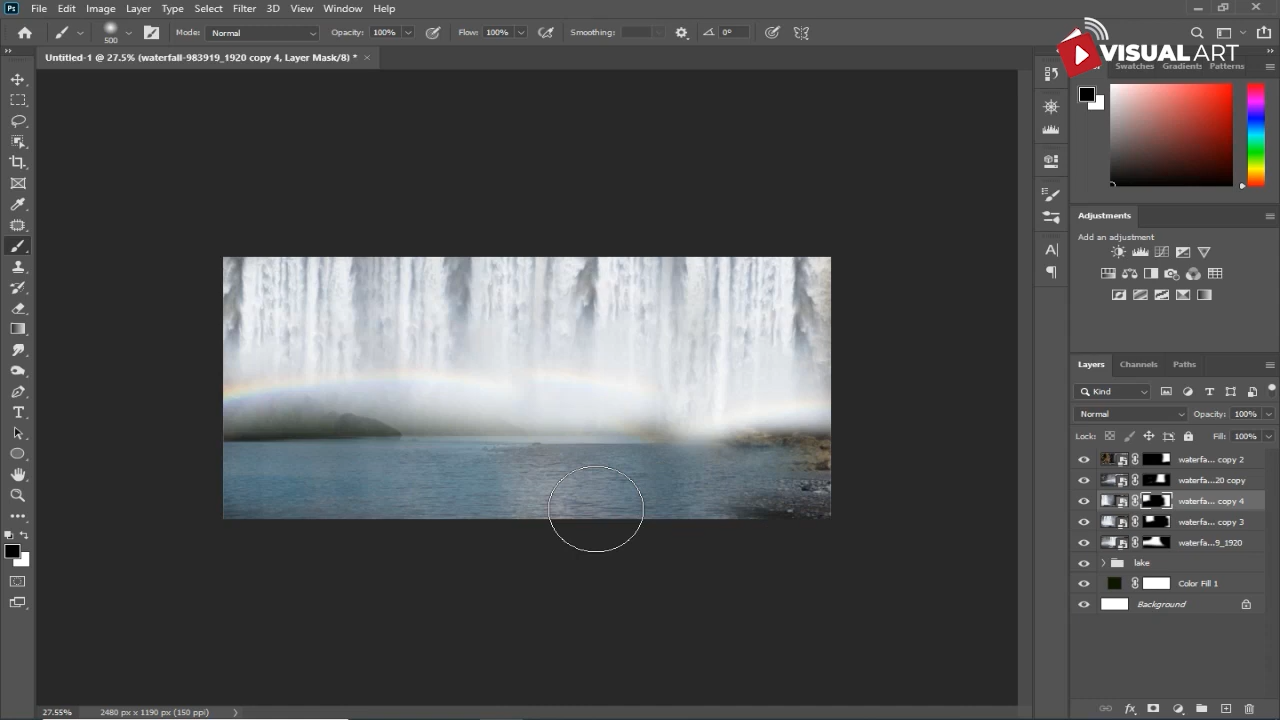 Ps File Edit Image Layer Type Select Filter 3D View Window Help
500 Mode: Normal Opacity: 100% Flow: 100% Smoothing: 0°
VISUAL ART
Untitled-1 @ 27.5% (waterfall-983919_1920 copy 4, Layer Mask/8) * ×
Swatches Gradients Patterns
Adjustments
Add an adjustment
Layers Channels Paths
Kind
Normal Opacity: 100%
Lock: Fill: 100%
waterfa... copy 2
waterfa...20 copy
waterfa... copy 4
waterfa... copy 3
waterfa...9_1920
lake
Color Fill 1
Background
27.55% 2480 px x 1190 px (150 ppi)